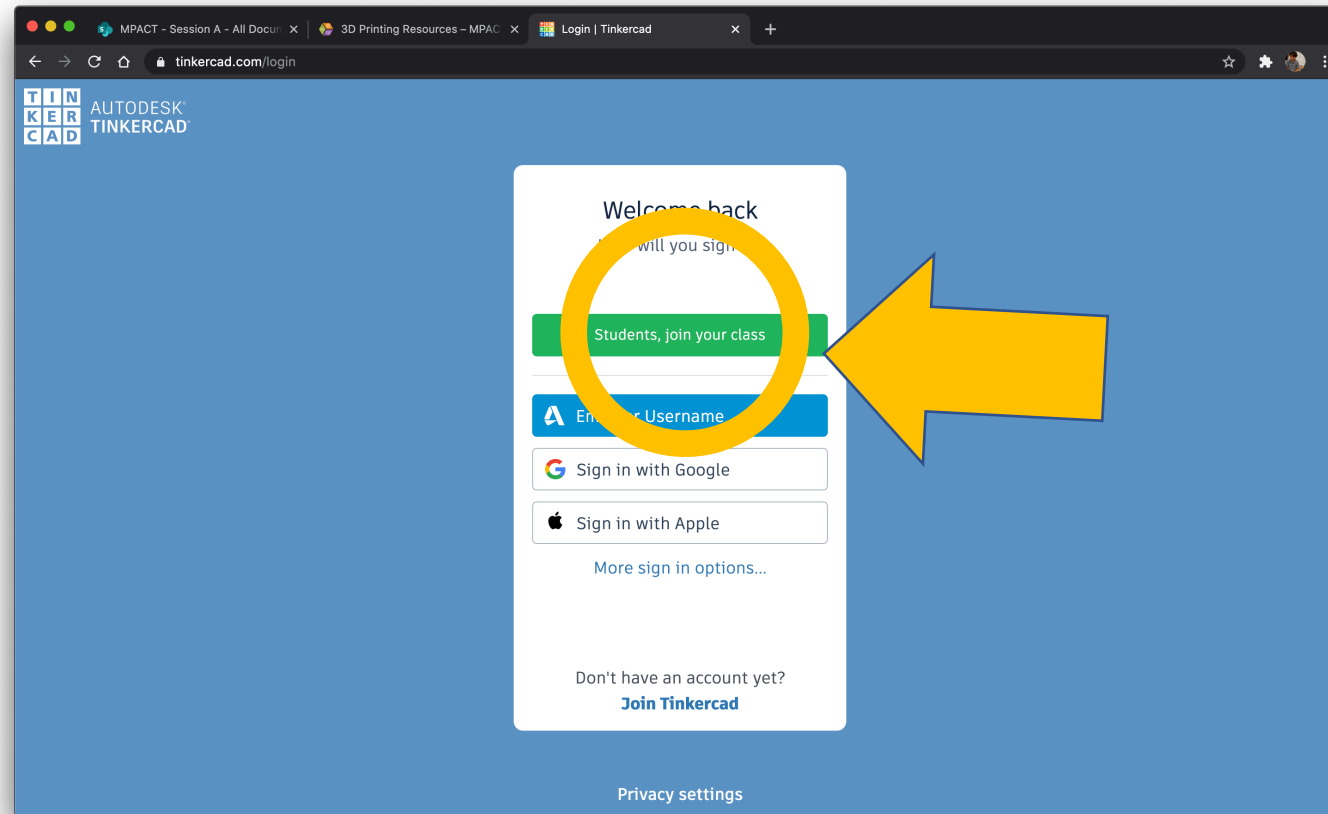 MPACT - Session A - All Docun
3D Printing Resources – MPAC
Login | Tinkercad
tinkercad.com/login
TIN
KER
CAD
AUTODESK®
TINKERCAD®
Welcome back
will you sign
Students, join your class
Username
Sign in with Google
Sign in with Apple
More sign in options...
Don't have an account yet?
Join Tinkercad
Privacy settings